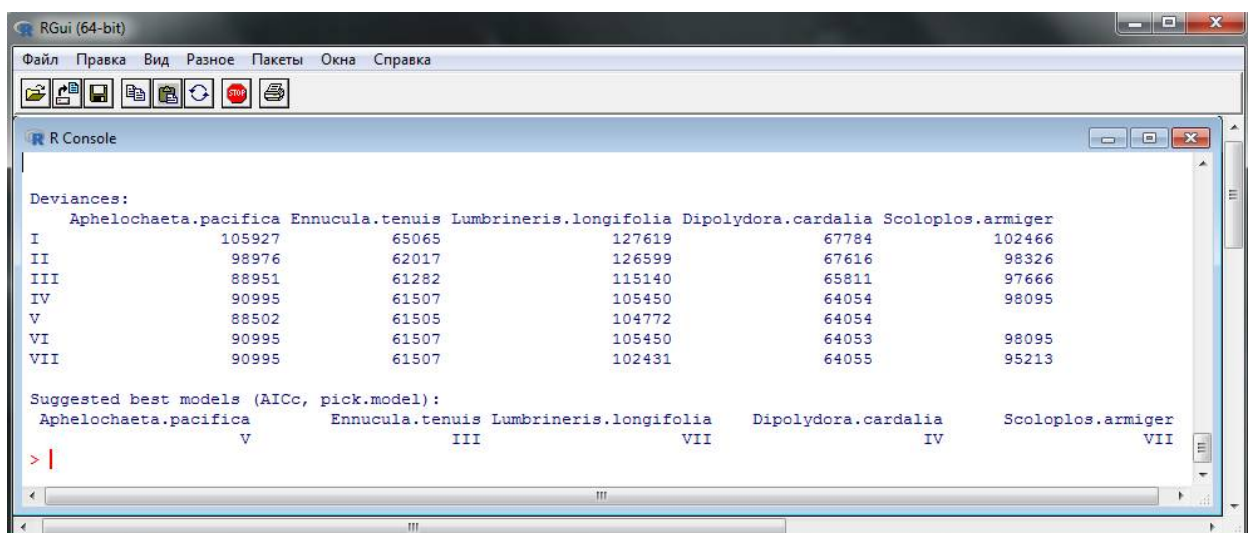 RGui (64-bit)
Файл Правка Вид Разное Пакеты Окна Справка
STOP
R Console
Deviances:
Aphelochaeta.pacifica Ennucula.tenuis Lumbrineris.longifolia Dipolydora.cardalia Scoloplos.armiger
I 105927 65065 127619 67784 102466
II 98976 62017 126599 67616 98326
III 88951 61282 115140 65811 97666
IV 90995 61507 105450 64054 98095
V 88502 61505 104772 64054
VI 90995 61507 105450 64053 98095
VII 90995 61507 102431 64055 95213
Suggested best models (AICc, pick.model):
Aphelochaeta.pacifica Ennucula.tenuis Lumbrineris.longifolia Dipolydora.cardalia Scoloplos.armiger
V III VII IV VII
>